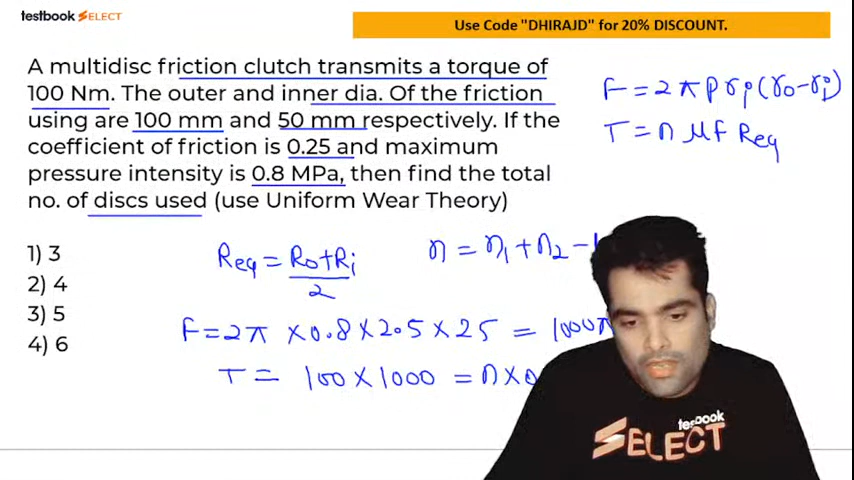 testbook SELECT
Use Code "DHIRAJD" for 20% DISCOUNT.
A multidisc friction clutch transmits a torque of
100 Nm. The outer and inner dia. Of the friction
using are 100 mm and 50 mm respectively. If the
coefficient of friction is 0.25 and maximum
pressure intensity is 0.8 MPa, then find the total
no. of discs used (use Uniform Wear Theory)
F = 2πpri(ro-ri)
T = n μF Req
1) 3
2) 4
3) 5
4) 6
Req = Ro+Ri
2
n = n1 + n2 - 1
F = 2π × 0.8 × 2.5 × 25 = 1000π
T = 100 × 1000 = n × 0
testbook
SELECT